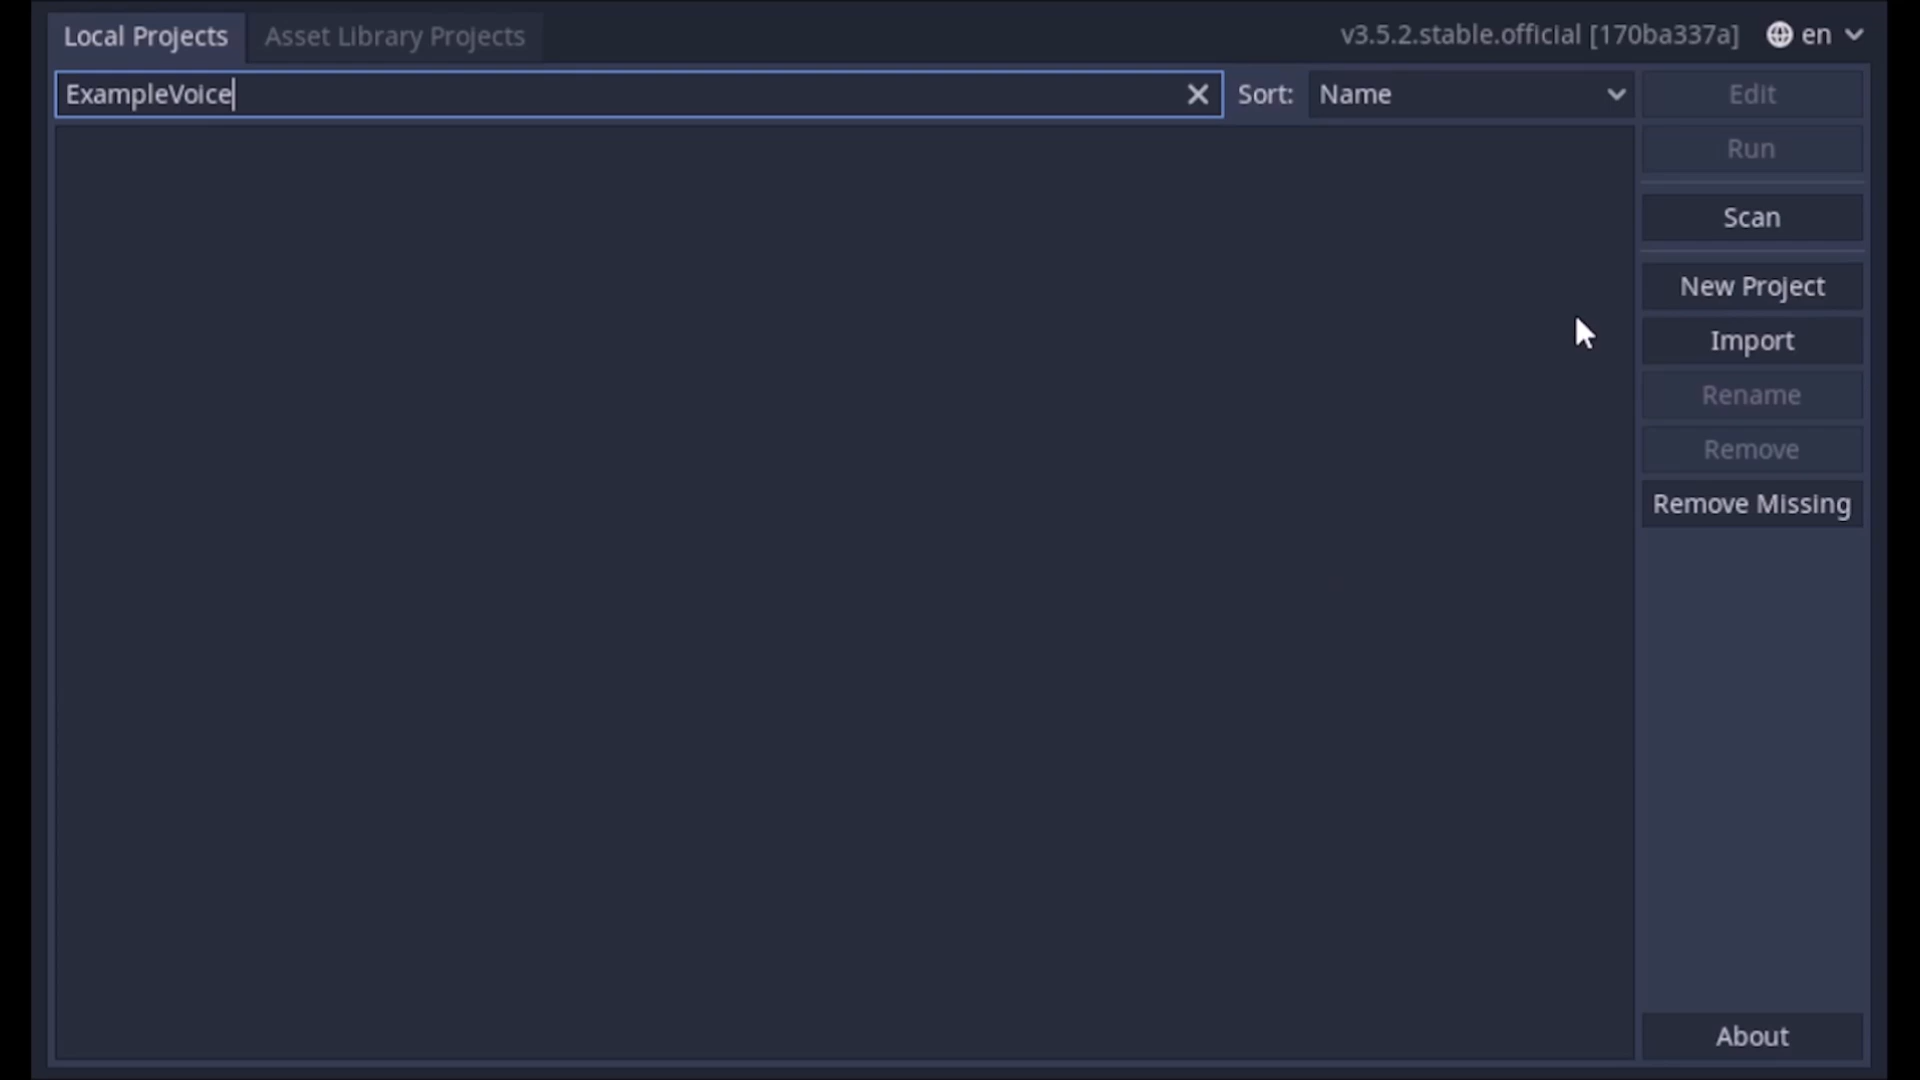 Local Projects
Asset Library Projects
v3.5.2.stable.official [170ba337a]
en
ExampleVoice
Sort:
Name
Edit
Run
Scan
New Project
Import
Rename
Remove
Remove Missing
About